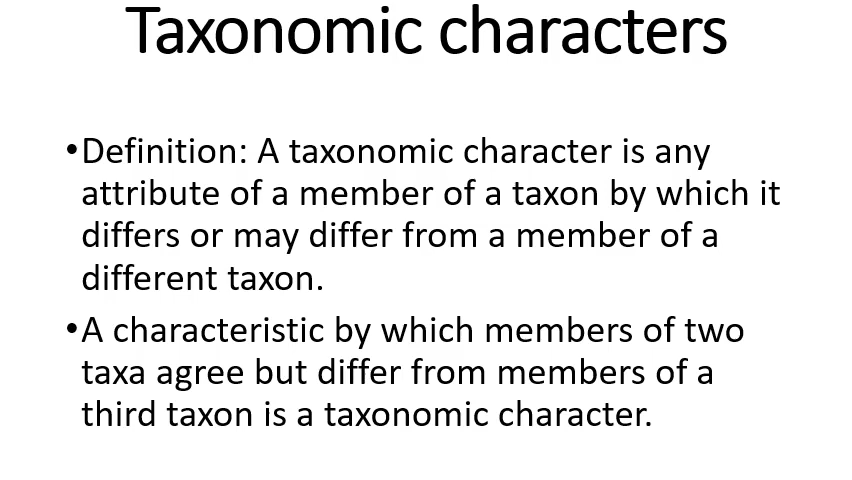 Taxonomic characters
•Definition: A taxonomic character is any
attribute of a member of a taxon by which it
differs or may differ from a member of a
different taxon.
•A characteristic by which members of two
taxa agree but differ from members of a
third taxon is a taxonomic character.